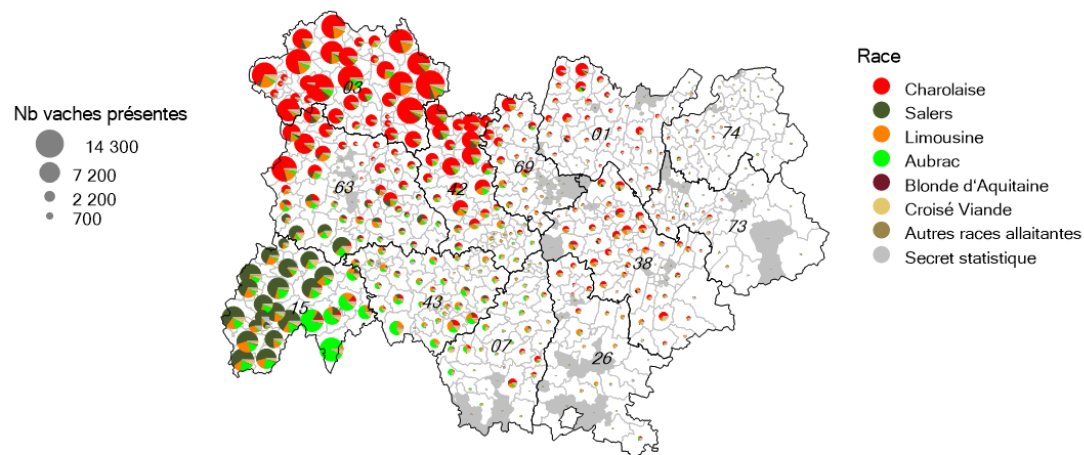 Nb vaches présentes
14 300
7 200
2 200
700
03
63
42
69
01
74
73
38
15
43
07
26
Race
Charolaise
Salers
Limousine
Aubrac
Blonde d'Aquitaine
Croisé Viande
Autres races allaitantes
Secret statistique